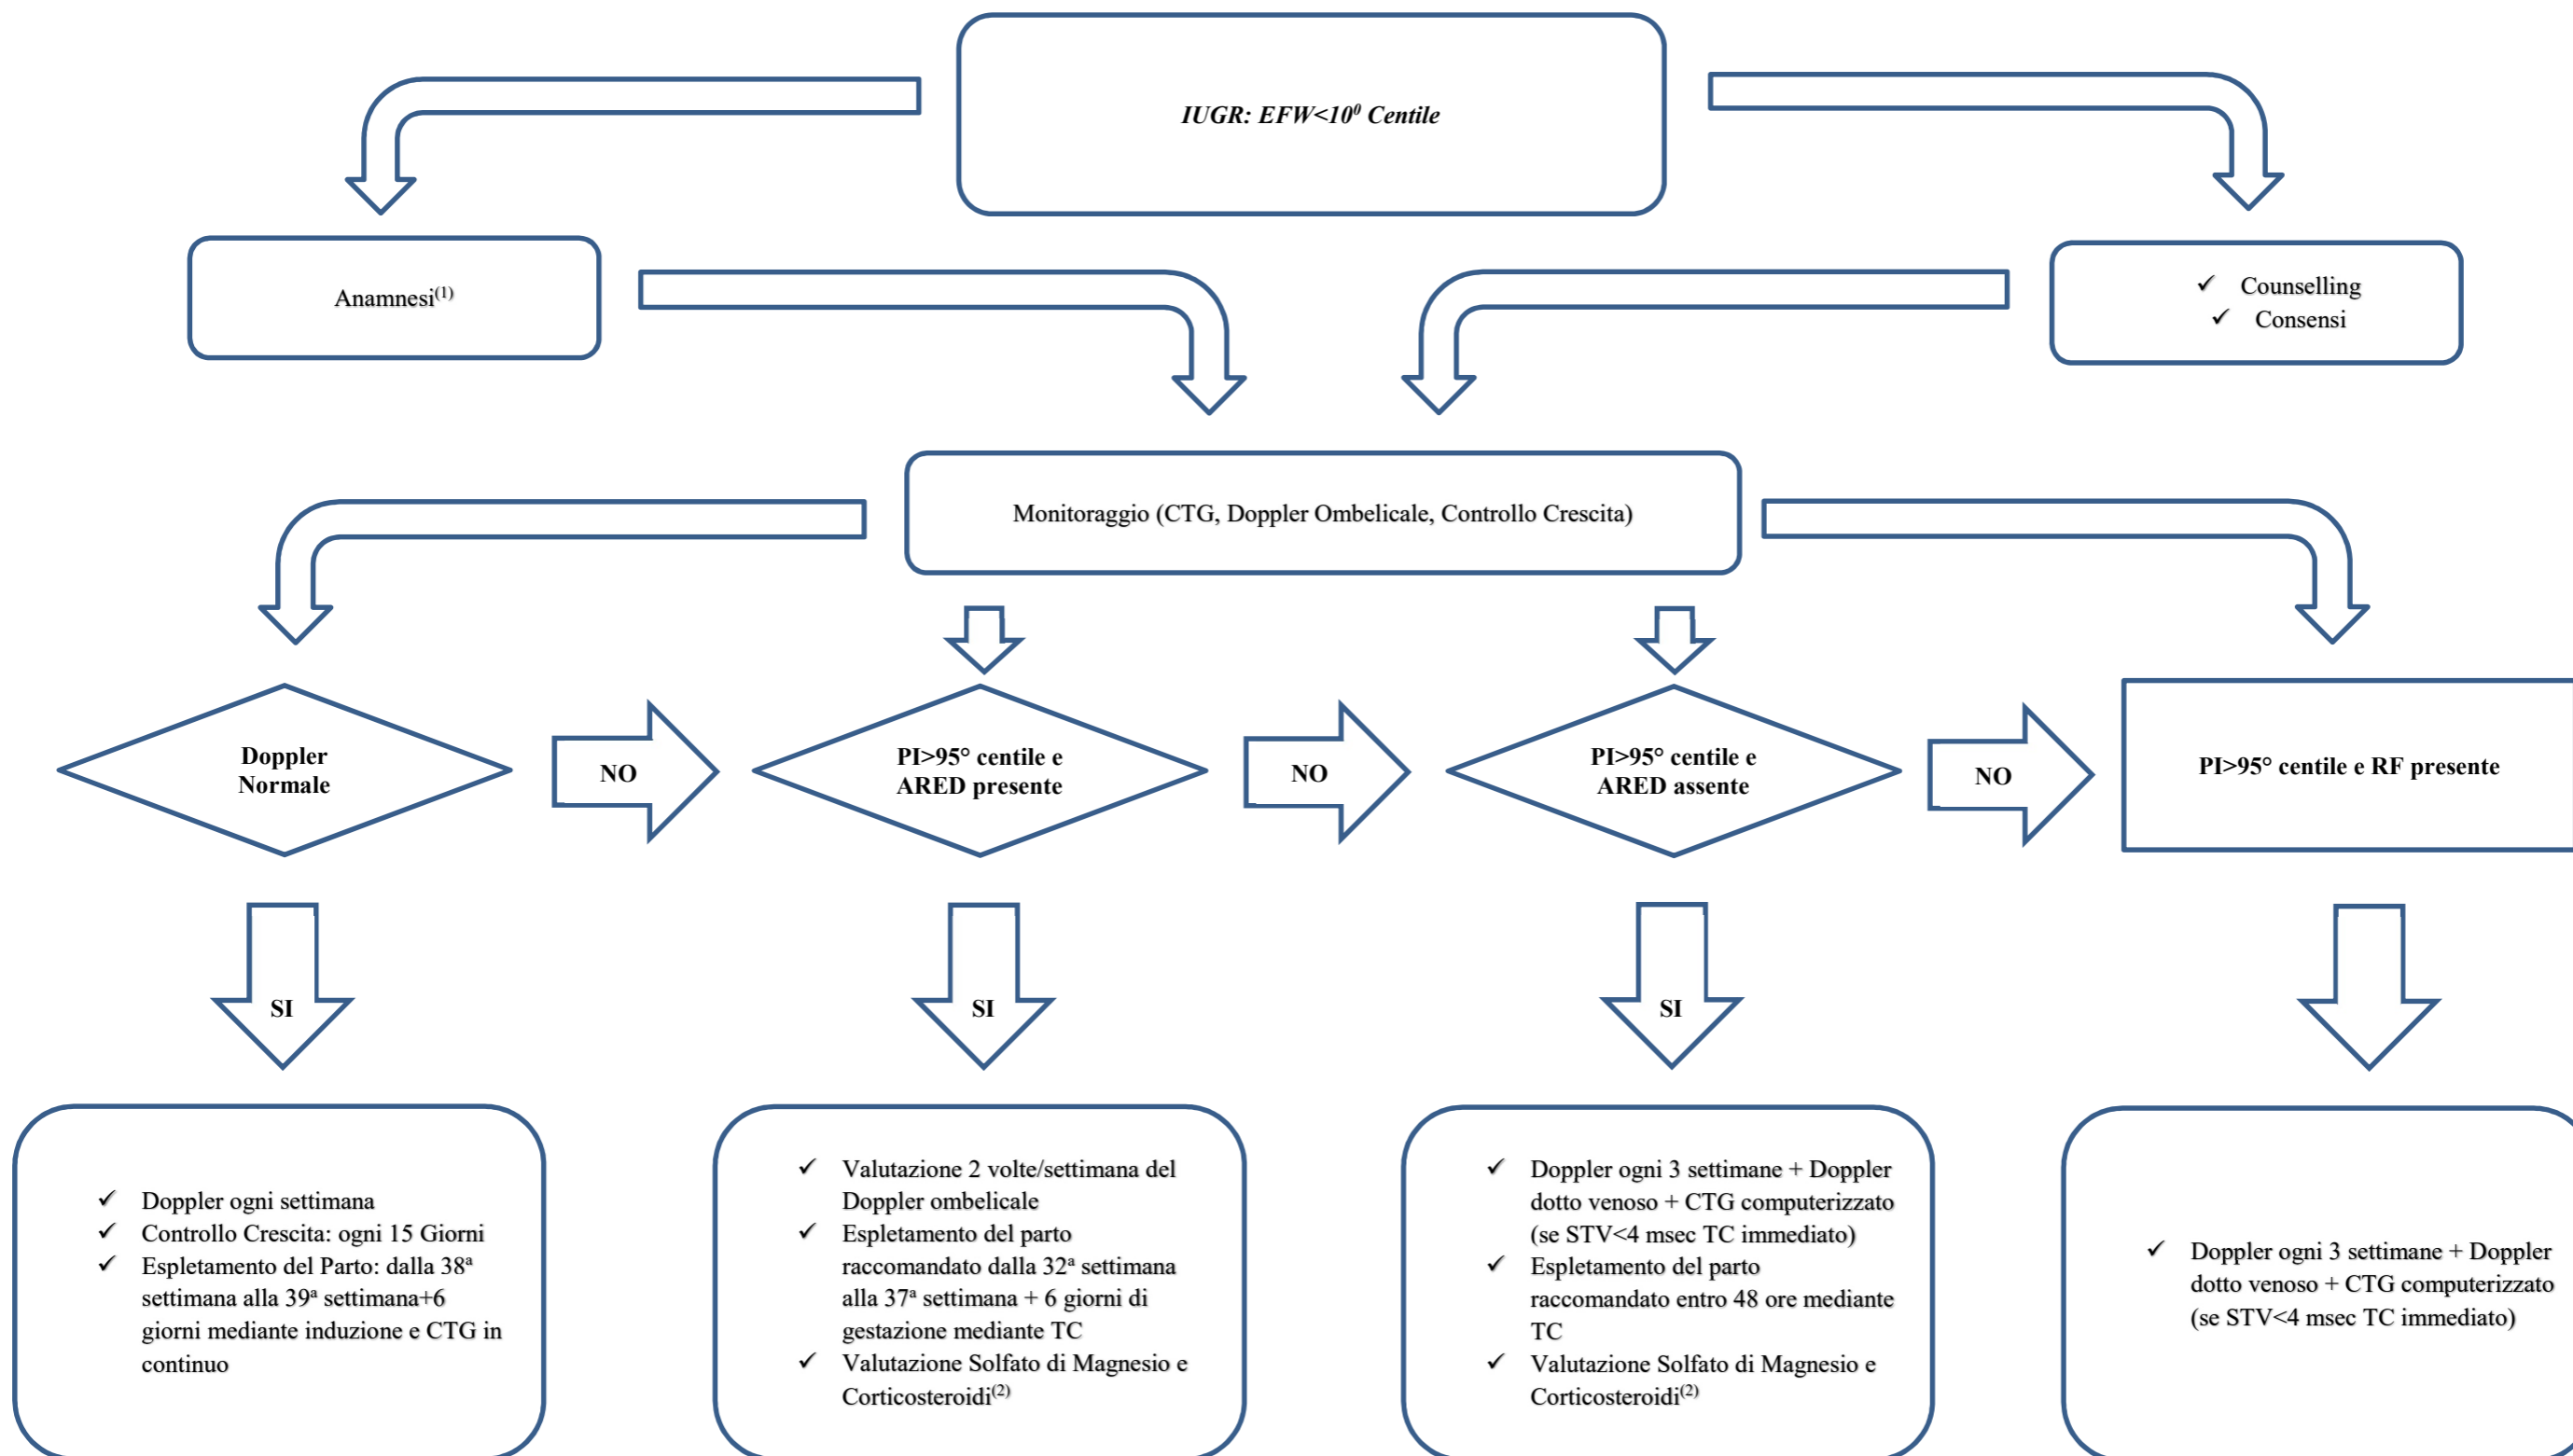 IUGR: EFW<10⁰ Centile
Anamnesi⁽¹⁾
✓ Counselling
✓ Consensi
Monitoraggio (CTG, Doppler Ombelicale, Controllo Crescita)
Doppler
Normale
NO
PI>95° centile e
ARED presente
NO
PI>95° centile e
ARED assente
NO
PI>95° centile e RF presente
SI
SI
SI
✓ Doppler ogni settimana
✓ Controllo Crescita: ogni 15 Giorni
✓ Espletamento del Parto: dalla 38ª
settimana alla 39ª settimana+6
giorni mediante induzione e CTG in
continuo
✓ Valutazione 2 volte/settimana del
Doppler ombelicale
✓ Espletamento del parto
raccomandato dalla 32ª settimana
alla 37ª settimana + 6 giorni di
gestazione mediante TC
✓ Valutazione Solfato di Magnesio e
Corticosteroidi⁽²⁾
✓ Doppler ogni 3 settimane + Doppler
dotto venoso + CTG computerizzato
(se STV<4 msec TC immediato)
✓ Espletamento del parto
raccomandato entro 48 ore mediante
TC
✓ Valutazione Solfato di Magnesio e
Corticosteroidi⁽²⁾
✓ Doppler ogni 3 settimane + Doppler
dotto venoso + CTG computerizzato
(se STV<4 msec TC immediato)